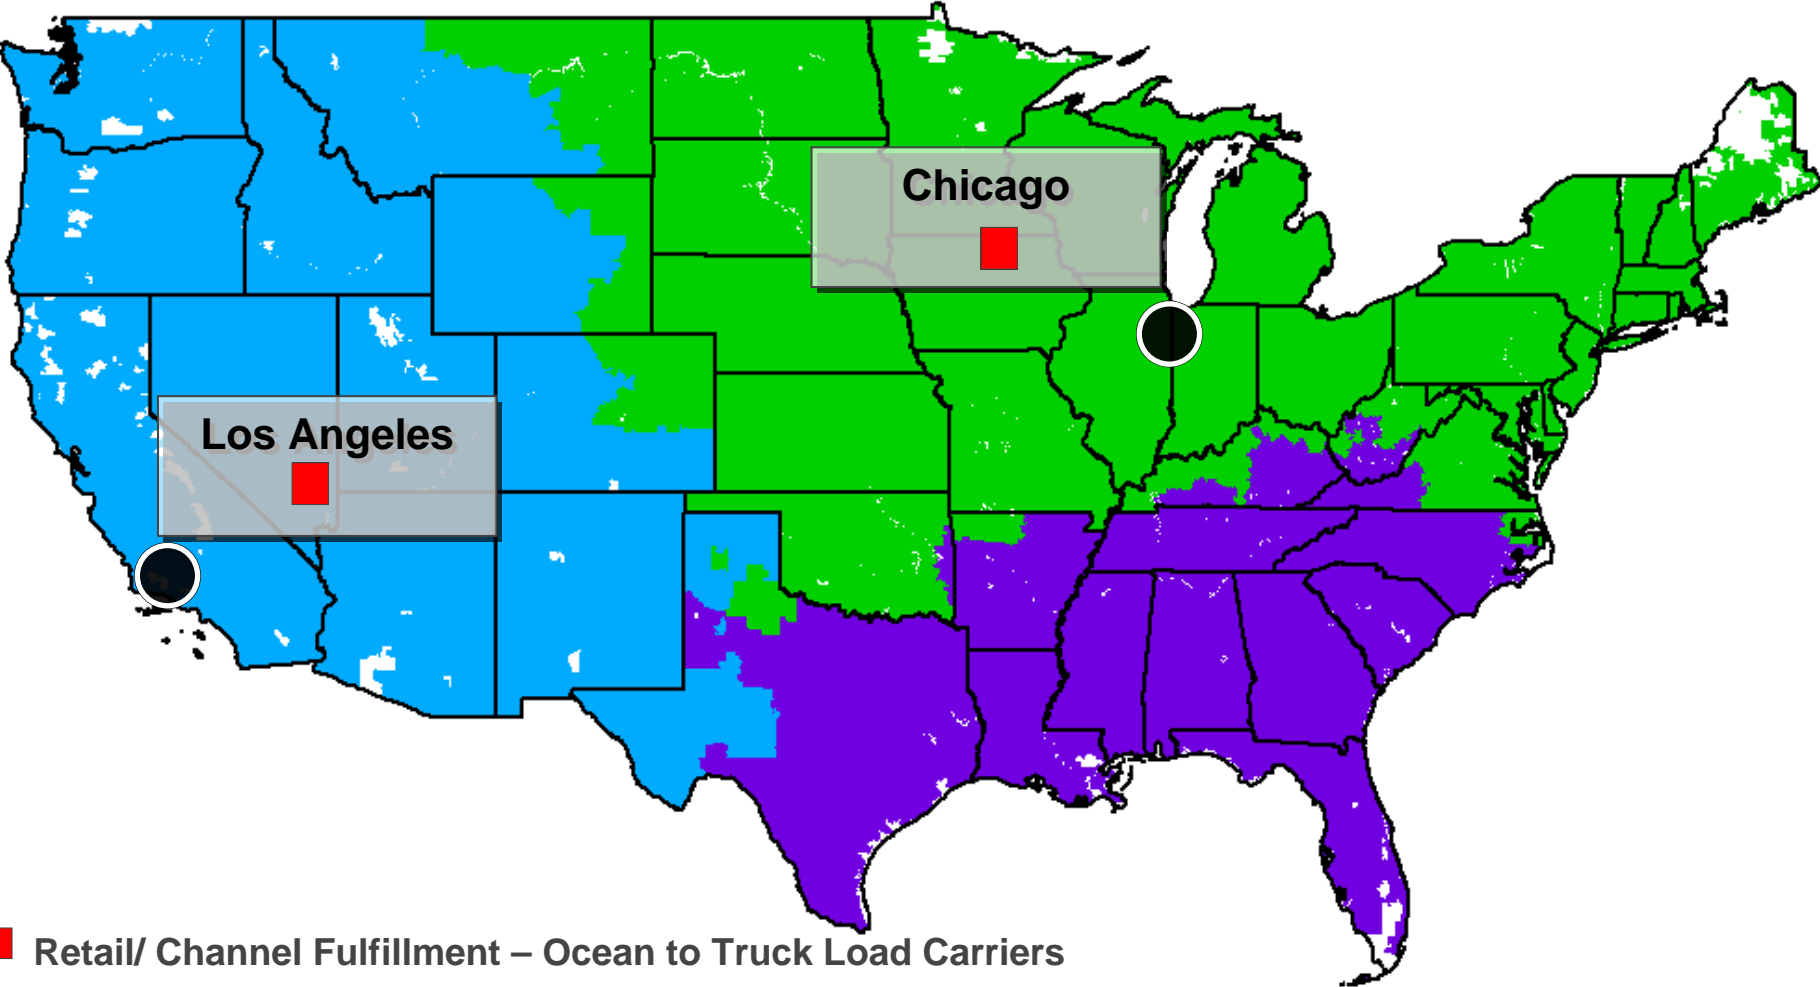 Chicago
Los Angeles
Retail/ Channel Fulfillment – Ocean to Truck Load Carriers